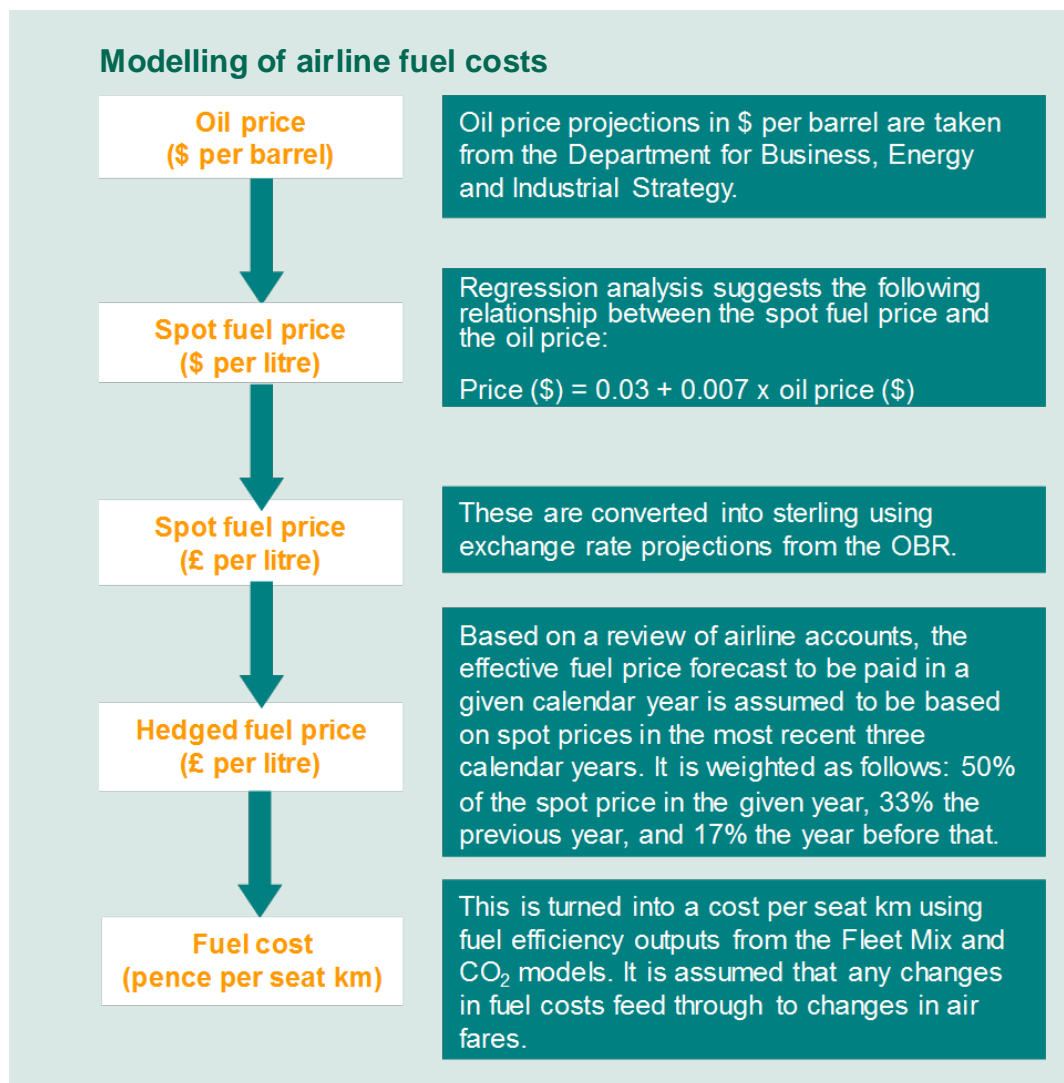 Modelling of airline fuel costs
Oil price
($ per barrel)
Oil price projections in $ per barrel are taken
from the Department for Business, Energy
and Industrial Strategy.
Spot fuel price
($ per litre)
Regression analysis suggests the following
relationship between the spot fuel price and
the oil price:
Price ($) = 0.03 + 0.007 x oil price ($)
Spot fuel price
(£ per litre)
These are converted into sterling using
exchange rate projections from the OBR.
Hedged fuel price
(£ per litre)
Based on a review of airline accounts, the
effective fuel price forecast to be paid in a
given calendar year is assumed to be based
on spot prices in the most recent three
calendar years. It is weighted as follows: 50%
of the spot price in the given year, 33% the
previous year, and 17% the year before that.
Fuel cost
(pence per seat km)
This is turned into a cost per seat km using
fuel efficiency outputs from the Fleet Mix and
CO₂ models. It is assumed that any changes
in fuel costs feed through to changes in air
fares.